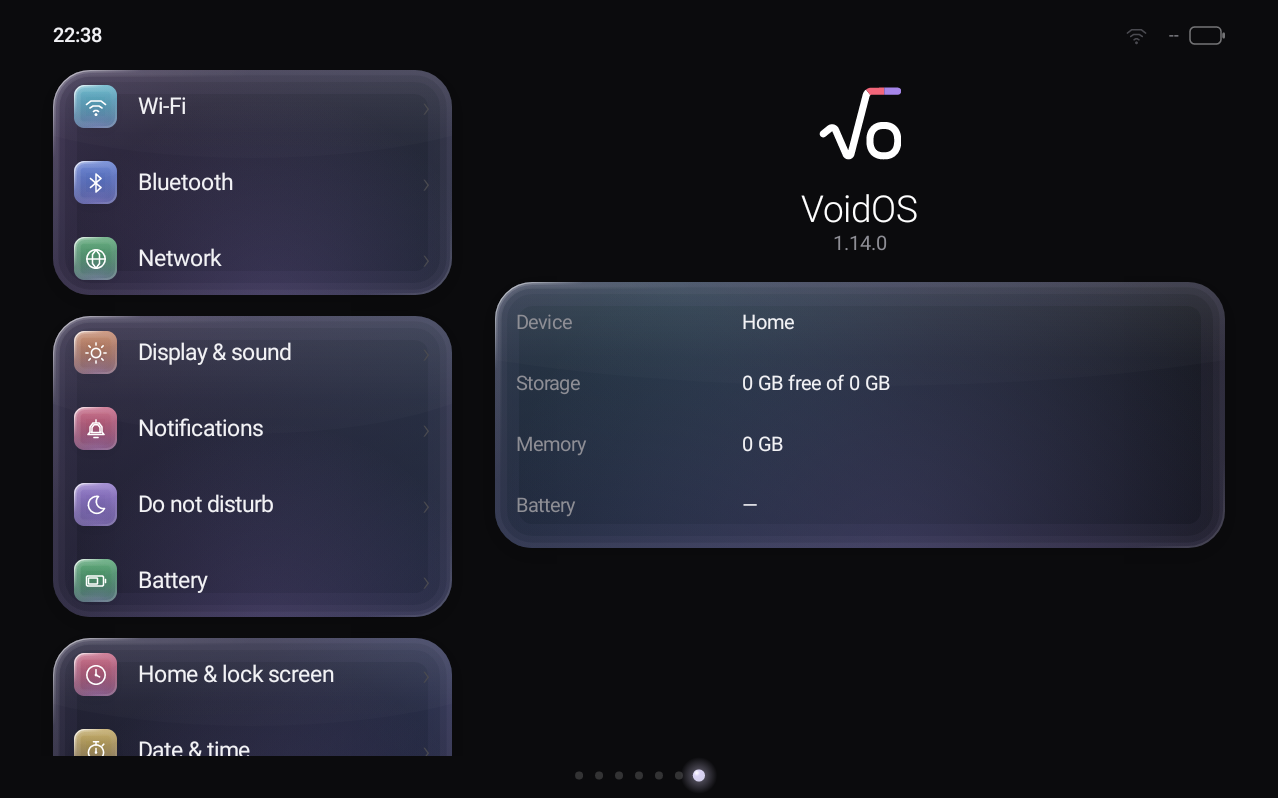 22:38
--
Wi-Fi
Bluetooth
Network
Display & sound
Notifications
Do not disturb
Battery
Home & lock screen
Date & time
VoidOS
1.14.0
Device Home
Storage 0 GB free of 0 GB
Memory 0 GB
Battery —